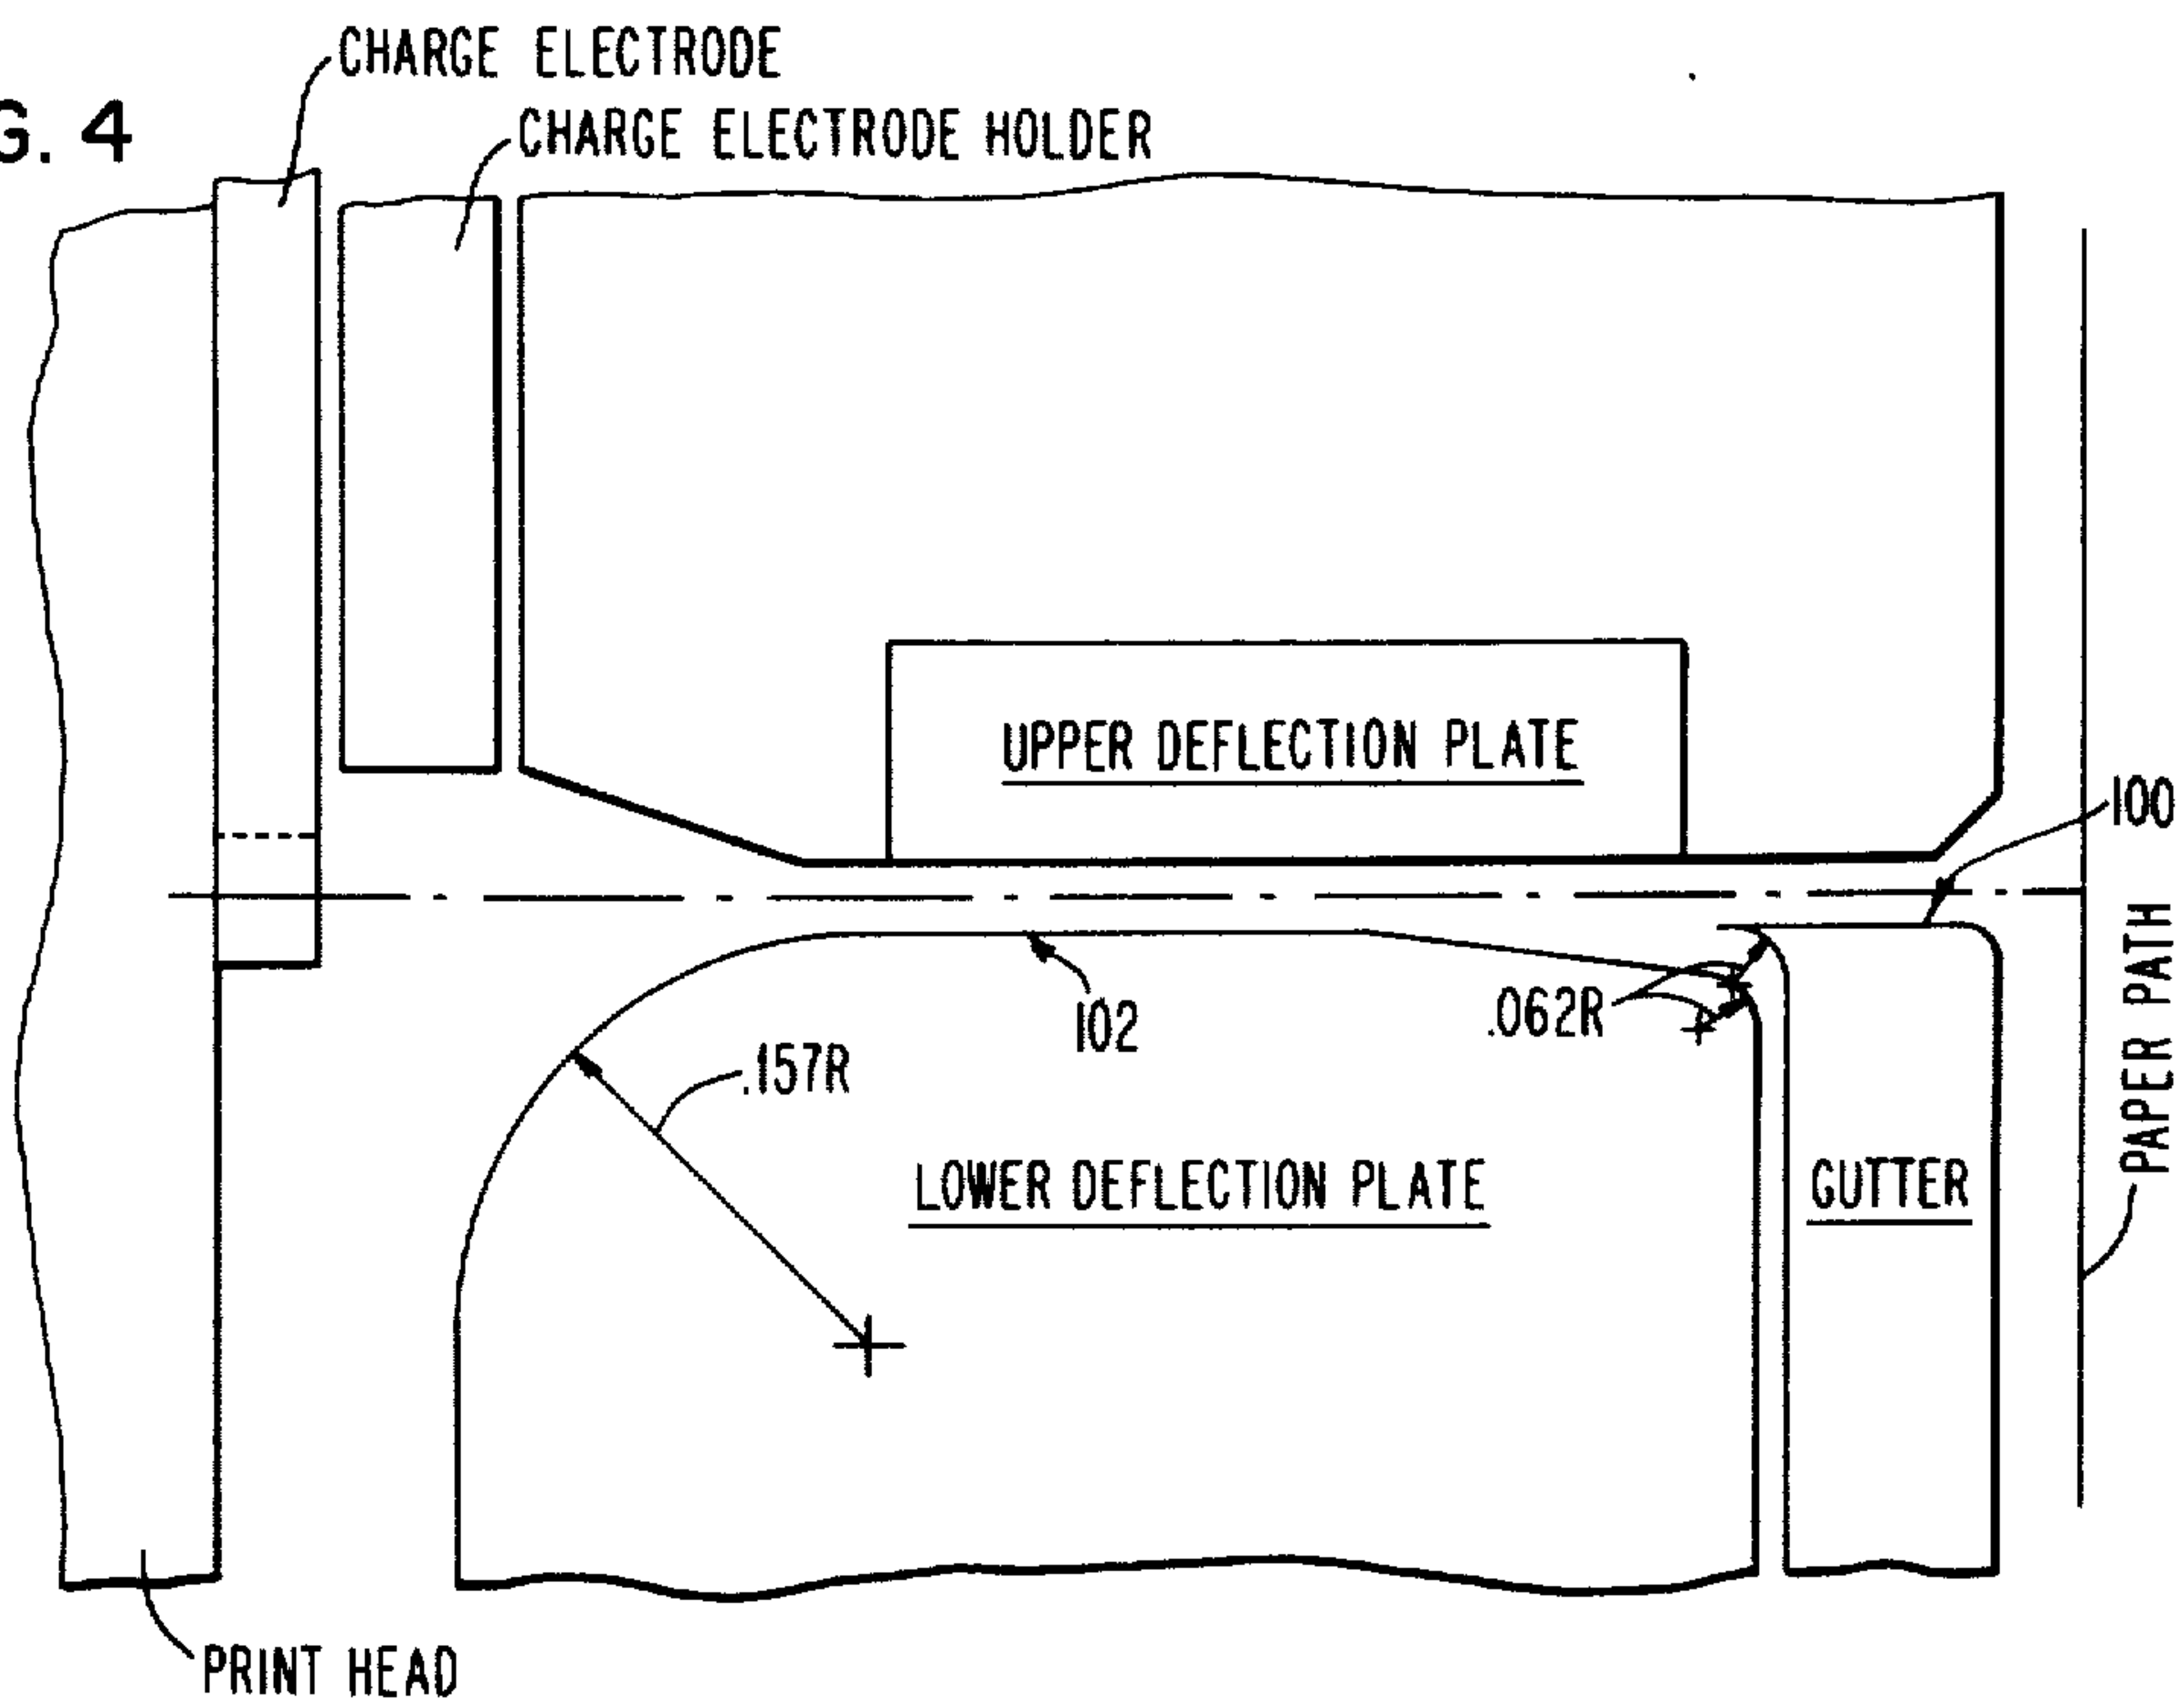 G. 4
CHARGE ELECTRODE
CHARGE ELECTRODE HOLDER
UPPER DEFLECTION PLATE
100
102
.062R
.157R
PAPER PATH
LOWER DEFLECTION PLATE
GUTTER
PRINT HEAD